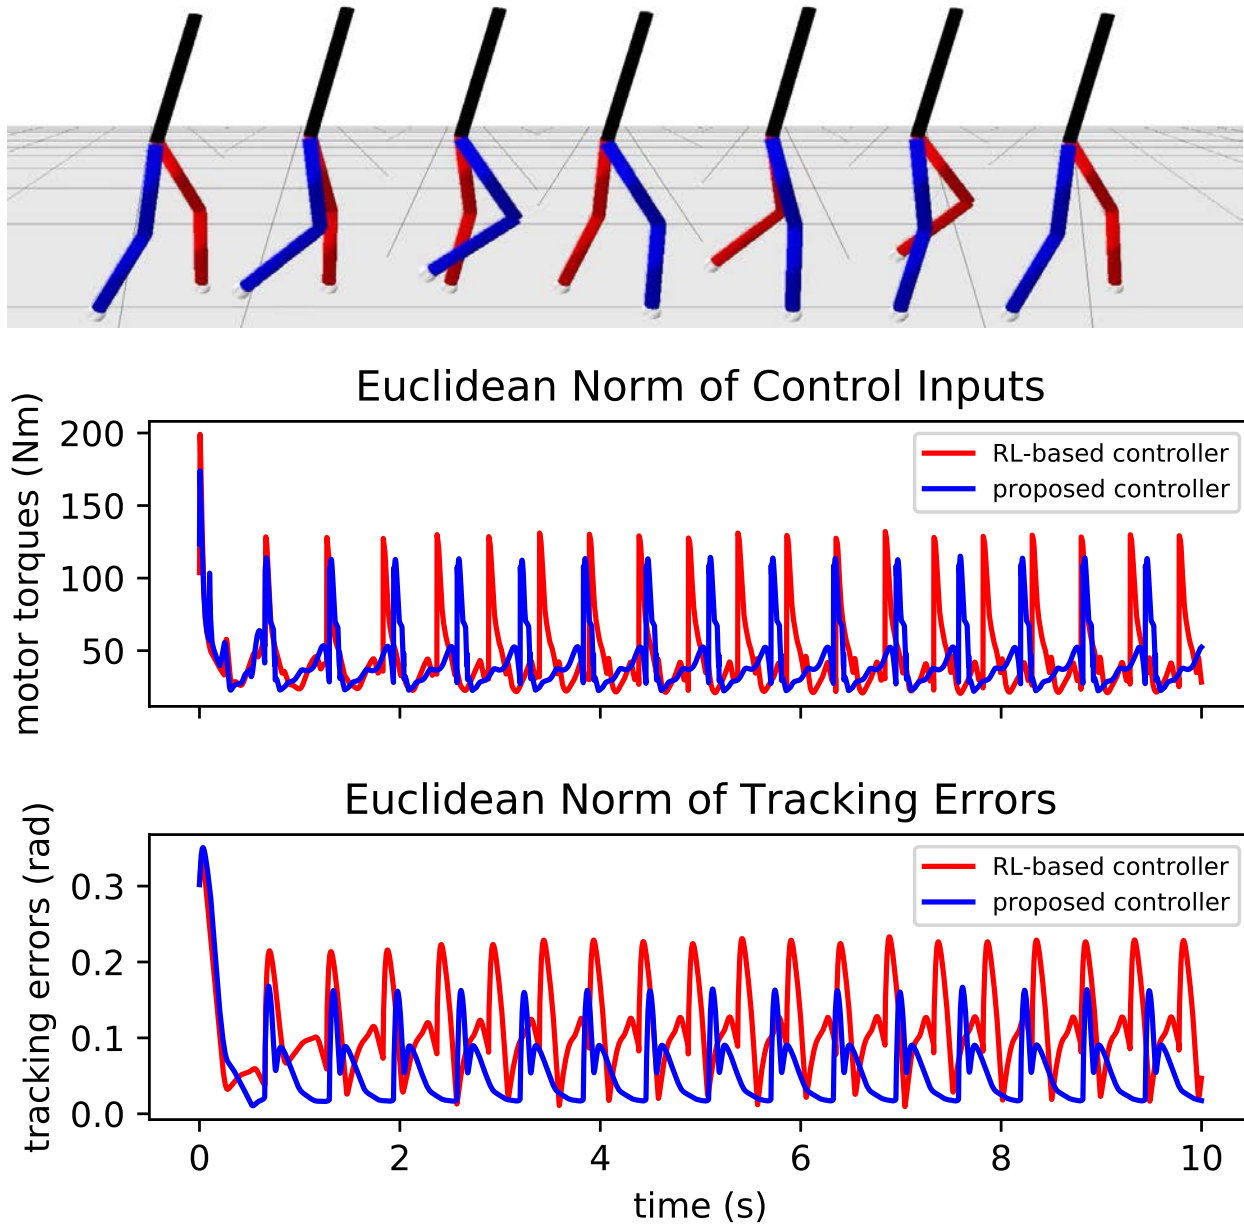 Euclidean Norm of Control Inputs
motor torques (Nm)
200
150
100
50
RL-based controller
proposed controller
Euclidean Norm of Tracking Errors
tracking errors (rad)
0.3
0.2
0.1
0.0
RL-based controller
proposed controller
0 2 4 6 8 10
time (s)